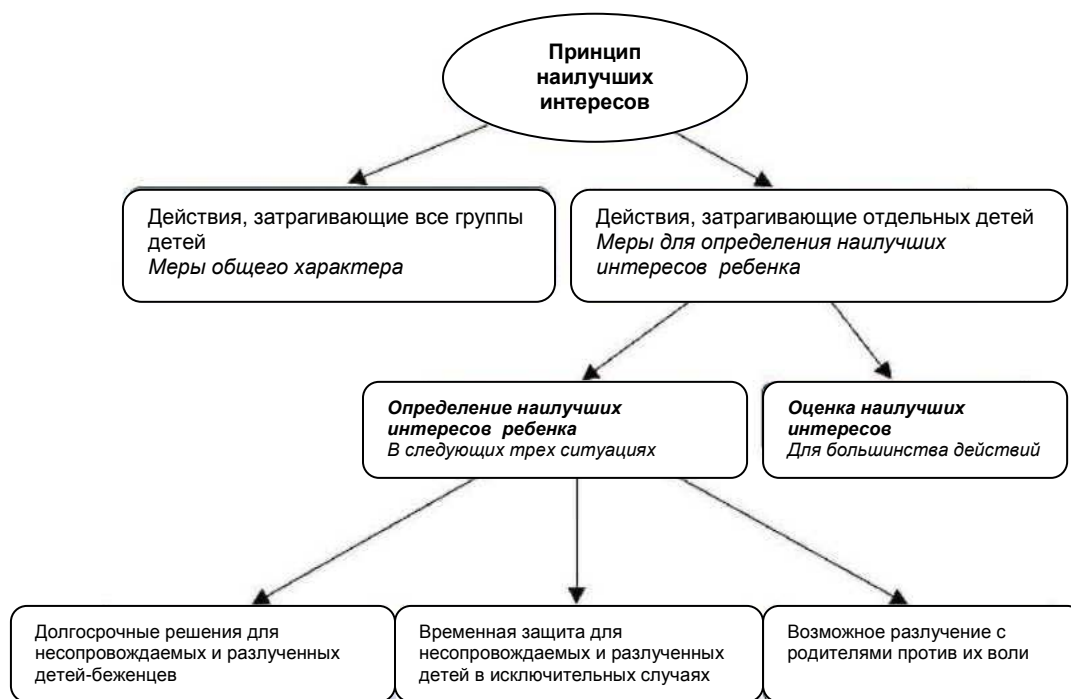 Принцип
наилучших
интересов
Действия, затрагивающие все группы
детей
Меры общего характера
Действия, затрагивающие отдельных детей
Меры для определения наилучших
интересов ребенка
Определение наилучших
интересов ребенка
В следующих трех ситуациях
Оценка наилучших
интересов
Для большинства действий
Долгосрочные решения для
несопровождаемых и разлученных
детей-беженцев
Временная защита для
несопровождаемых и разлученных
детей в исключительных случаях
Возможное разлучение с
родителями против их воли